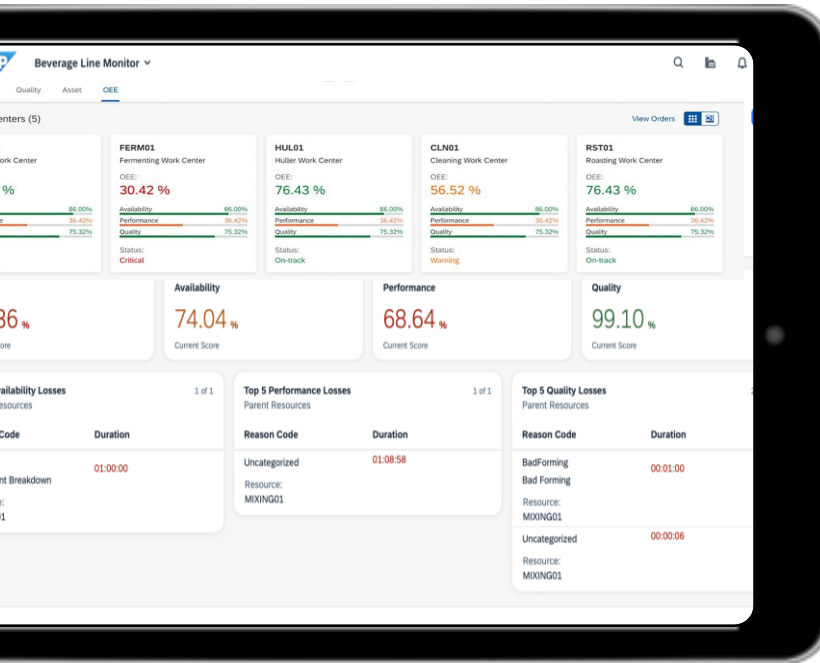 P
Beverage Line Monitor
Quality Asset OEE
enters (5)
View Orders
ork Center
%
86.00%
e 36.42%
75.32%
FERM01
Fermenting Work Center
OEE:
30.42 %
Availability 86.00%
Performance 36.42%
Quality 75.32%
Status:
Critical
HUL01
Huller Work Center
OEE:
76.43 %
Availability 86.00%
Performance 36.42%
Quality 75.32%
Status:
On-track
CLN01
Cleaning Work Center
OEE:
56.52 %
Availability 86.00%
Performance 36.42%
Quality 75.32%
Status:
Warning
RST01
Roasting Work Center
OEE:
76.43 %
Availability 86.00%
Performance 36.42%
Quality 75.32%
Status:
On-track
36 %
ore
Availability
74.04 %
Current Score
Performance
68.64 %
Current Score
Quality
99.10 %
Current Score
vailability Losses 1 of 1
esources
Code Duration
01:00:00
nt Breakdown
e:
01
Top 5 Performance Losses 1 of 1
Parent Resources
Reason Code Duration
Uncategorized 01:08:58
Resource:
MIXING01
Top 5 Quality Losses
Parent Resources
Reason Code Duration
BadForming 00:01:00
Bad Forming
Resource:
MIXING01
Uncategorized 00:00:06
Resource:
MIXING01